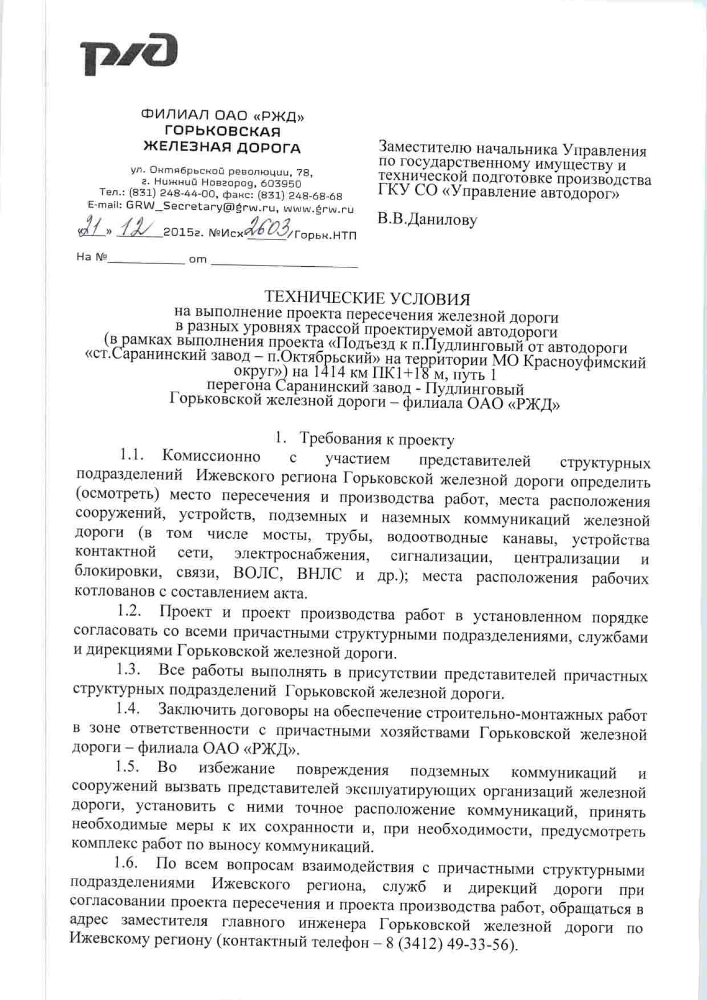 ржд
ФИЛИАЛ ОАО «РЖД»
ГОРЬКОВСКАЯ
ЖЕЛЕЗНАЯ ДОРОГА
ул. Октябрьской революции, 78,
г. Нижний Новгород, 603950
Тел.: (831) 248-44-00, факс: (831) 248-68-68
E-mail: GRW_Secretary@grw.ru, www.grw.ru
«21» 12 2015г. №Исх-2603/Горьк.НТП
На №____________ от ____________
Заместителю начальника Управления
по государственному имуществу и
технической подготовке производства
ГКУ СО «Управление автодорог»
В.В.Данилову
ТЕХНИЧЕСКИЕ УСЛОВИЯ
на выполнение проекта пересечения железной дороги
в разных уровнях трассой проектируемой автодороги
(в рамках выполнения проекта «Подъезд к п.Пудлинговый от автодороги
«ст.Саранинский завод – п.Октябрьский» на территории МО Красноуфимский
округ») на 1414 км ПК1+18 м, путь 1
перегона Саранинский завод - Пудлинговый
Горьковской железной дороги – филиала ОАО «РЖД»
1. Требования к проекту
1.1. Комиссионно с участием представителей структурных
подразделений Ижевского региона Горьковской железной дороги определить
(осмотреть) место пересечения и производства работ, места расположения
сооружений, устройств, подземных и наземных коммуникаций железной
дороги (в том числе мосты, трубы, водоотводные канавы, устройства
контактной сети, электроснабжения, сигнализации, централизации и
блокировки, связи, ВОЛС, ВНЛС и др.); места расположения рабочих
котлованов с составлением акта.
1.2. Проект и проект производства работ в установленном порядке
согласовать со всеми причастными структурными подразделениями, службами
и дирекциями Горьковской железной дороги.
1.3. Все работы выполнять в присутствии представителей причастных
структурных подразделений Горьковской железной дороги.
1.4. Заключить договоры на обеспечение строительно-монтажных работ
в зоне ответственности с причастными хозяйствами Горьковской железной
дороги – филиала ОАО «РЖД».
1.5. Во избежание повреждения подземных коммуникаций и
сооружений вызвать представителей эксплуатирующих организаций железной
дороги, установить с ними точное расположение коммуникаций, принять
необходимые меры к их сохранности и, при необходимости, предусмотреть
комплекс работ по выносу коммуникаций.
1.6. По всем вопросам взаимодействия с причастными структурными
подразделениями Ижевского региона, служб и дирекций дороги при
согласовании проекта пересечения и проекта производства работ, обращаться в
адрес заместителя главного инженера Горьковской железной дороги по
Ижевскому региону (контактный телефон – 8 (3412) 49-33-56).